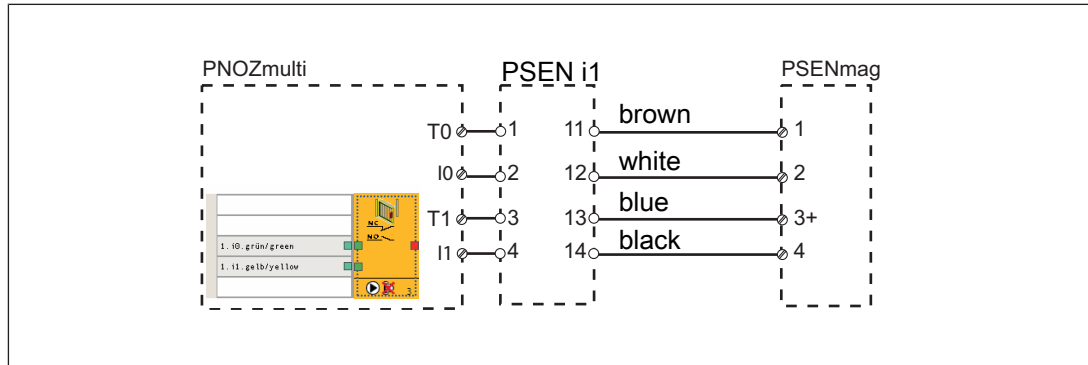 PNOZmulti
PSEN i1
PSENmag
T0 1 11 brown 1
I0 2 12 white 2
T1 3 13 blue 3+
I1 4 14 black 4
NC
NO
1.i0.grün/green
1.i1.gelb/yellow
3